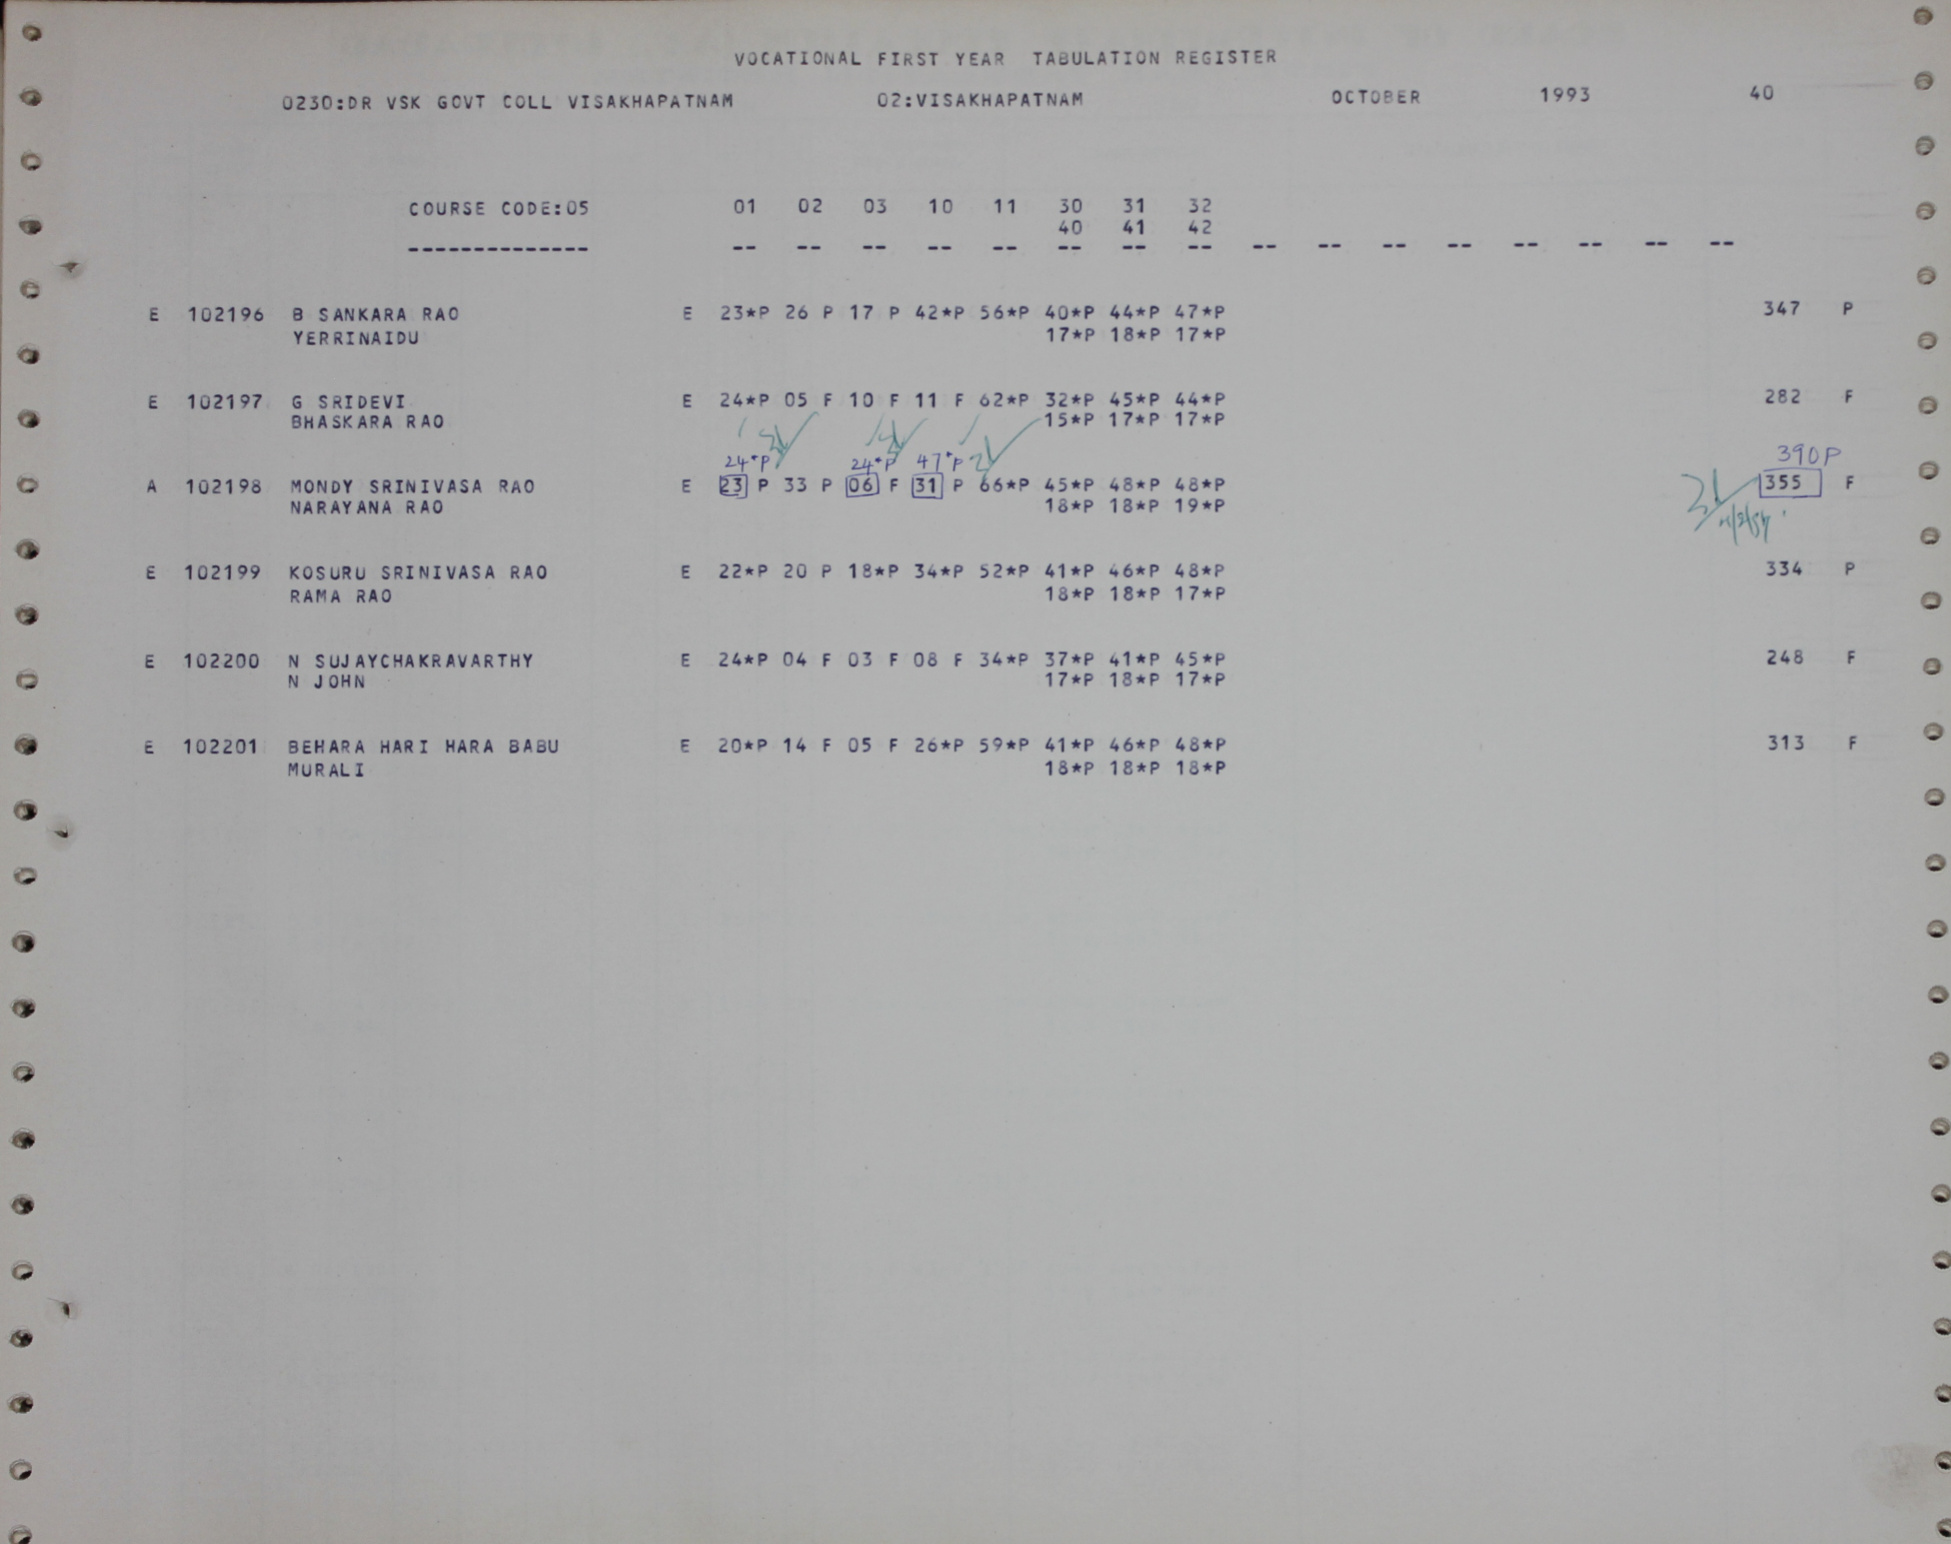 VOCATIONAL FIRST YEAR TABULATION REGISTER
0230:DR VSK GOVT COLL VISAKHAPATNAM 02:VISAKHAPATNAM OCTOBER 1993 40
COURSE CODE:05 01 02 03 10 11 30 31 32
40 41 42
-------------- -- -- -- -- -- -- -- -- -- -- -- -- -- -- -- --
E 102196 B SANKARA RAO E 23*P 26 P 17 P 42*P 56*P 40*P 44*P 47*P 347 P
YERRINAIDU 17*P 18*P 17*P
E 102197 G SRIDEVI E 24*P 05 F 10 F 11 F 62*P 32*P 45*P 44*P 282 F
BHASKARA RAO 15*P 17*P 17*P
24*P 24*P 47*P 390P
A 102198 MONDY SRINIVASA RAO E 23 P 33 P 06 F 31 P 66*P 45*P 48*P 48*P 355 F
NARAYANA RAO 18*P 18*P 19*P
E 102199 KOSURU SRINIVASA RAO E 22*P 20 P 18*P 34*P 52*P 41*P 46*P 48*P 334 P
RAMA RAO 18*P 18*P 17*P
E 102200 N SUJAYCHAKRAVARTHY E 24*P 04 F 03 F 08 F 34*P 37*P 41*P 45*P 248 F
N JOHN 17*P 18*P 17*P
E 102201 BEHARA HARI HARA BABU E 20*P 14 F 05 F 26*P 59*P 41*P 46*P 48*P 313 F
MURALI 18*P 18*P 18*P